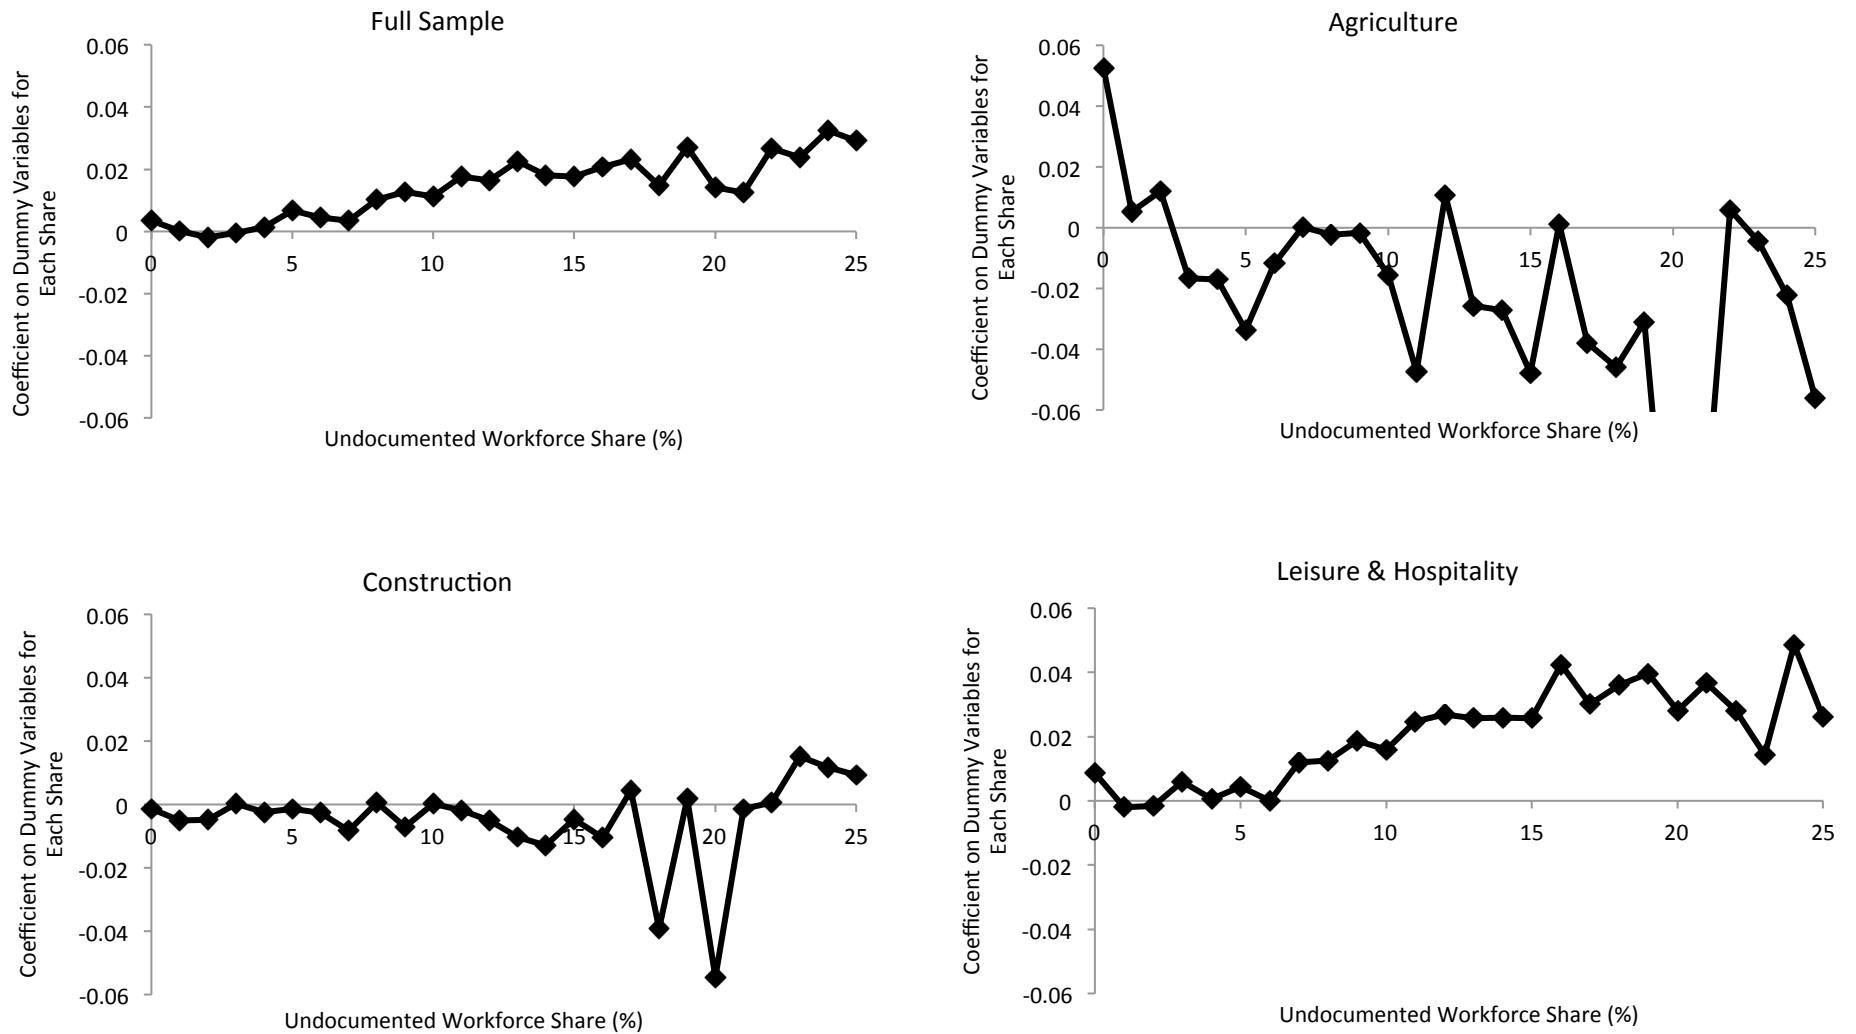 Full Sample
Coefficient on Dummy Variables for
Each Share
0.06
0.04
0.02
0
-0.02
-0.04
-0.06
0 5 10 15 20 25
Undocumented Workforce Share (%)
Agriculture
Coefficient on Dummy Variables for
Each Share
0.06
0.04
0.02
0
-0.02
-0.04
-0.06
0 5 10 15 20 25
Undocumented Workforce Share (%)
Construction
Coefficient on Dummy Variables for
Each Share
0.06
0.04
0.02
0
-0.02
-0.04
-0.06
0 5 10 15 20 25
Undocumented Workforce Share (%)
Leisure & Hospitality
Coefficient on Dummy Variables for
Each Share
0.06
0.04
0.02
0
-0.02
-0.04
-0.06
0 5 10 15 20 25
Undocumented Workforce Share (%)